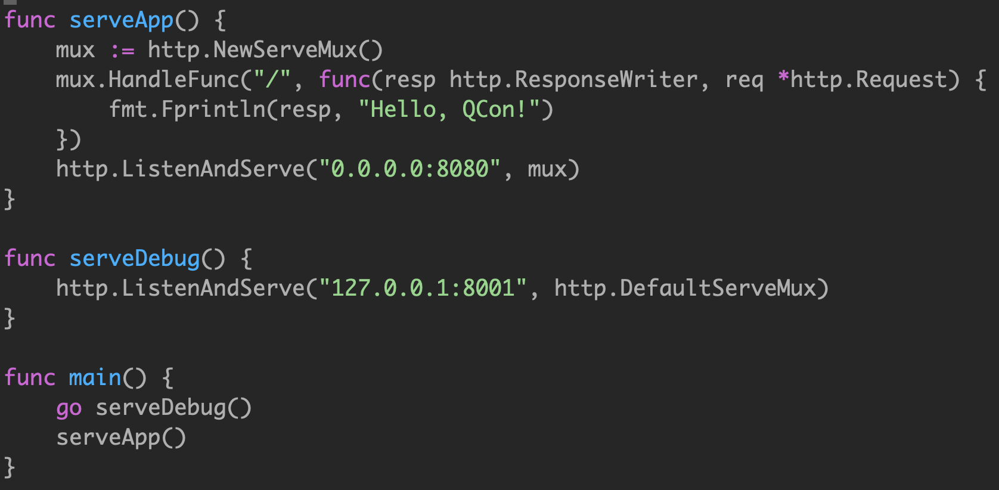 func serveApp() {
    mux := http.NewServeMux()
    mux.HandleFunc("/", func(resp http.ResponseWriter, req *http.Request) {
        fmt.Fprintln(resp, "Hello, QCon!")
    })
    http.ListenAndServe("0.0.0.0:8080", mux)
}

func serveDebug() {
    http.ListenAndServe("127.0.0.1:8001", http.DefaultServeMux)
}

func main() {
    go serveDebug()
    serveApp()
}